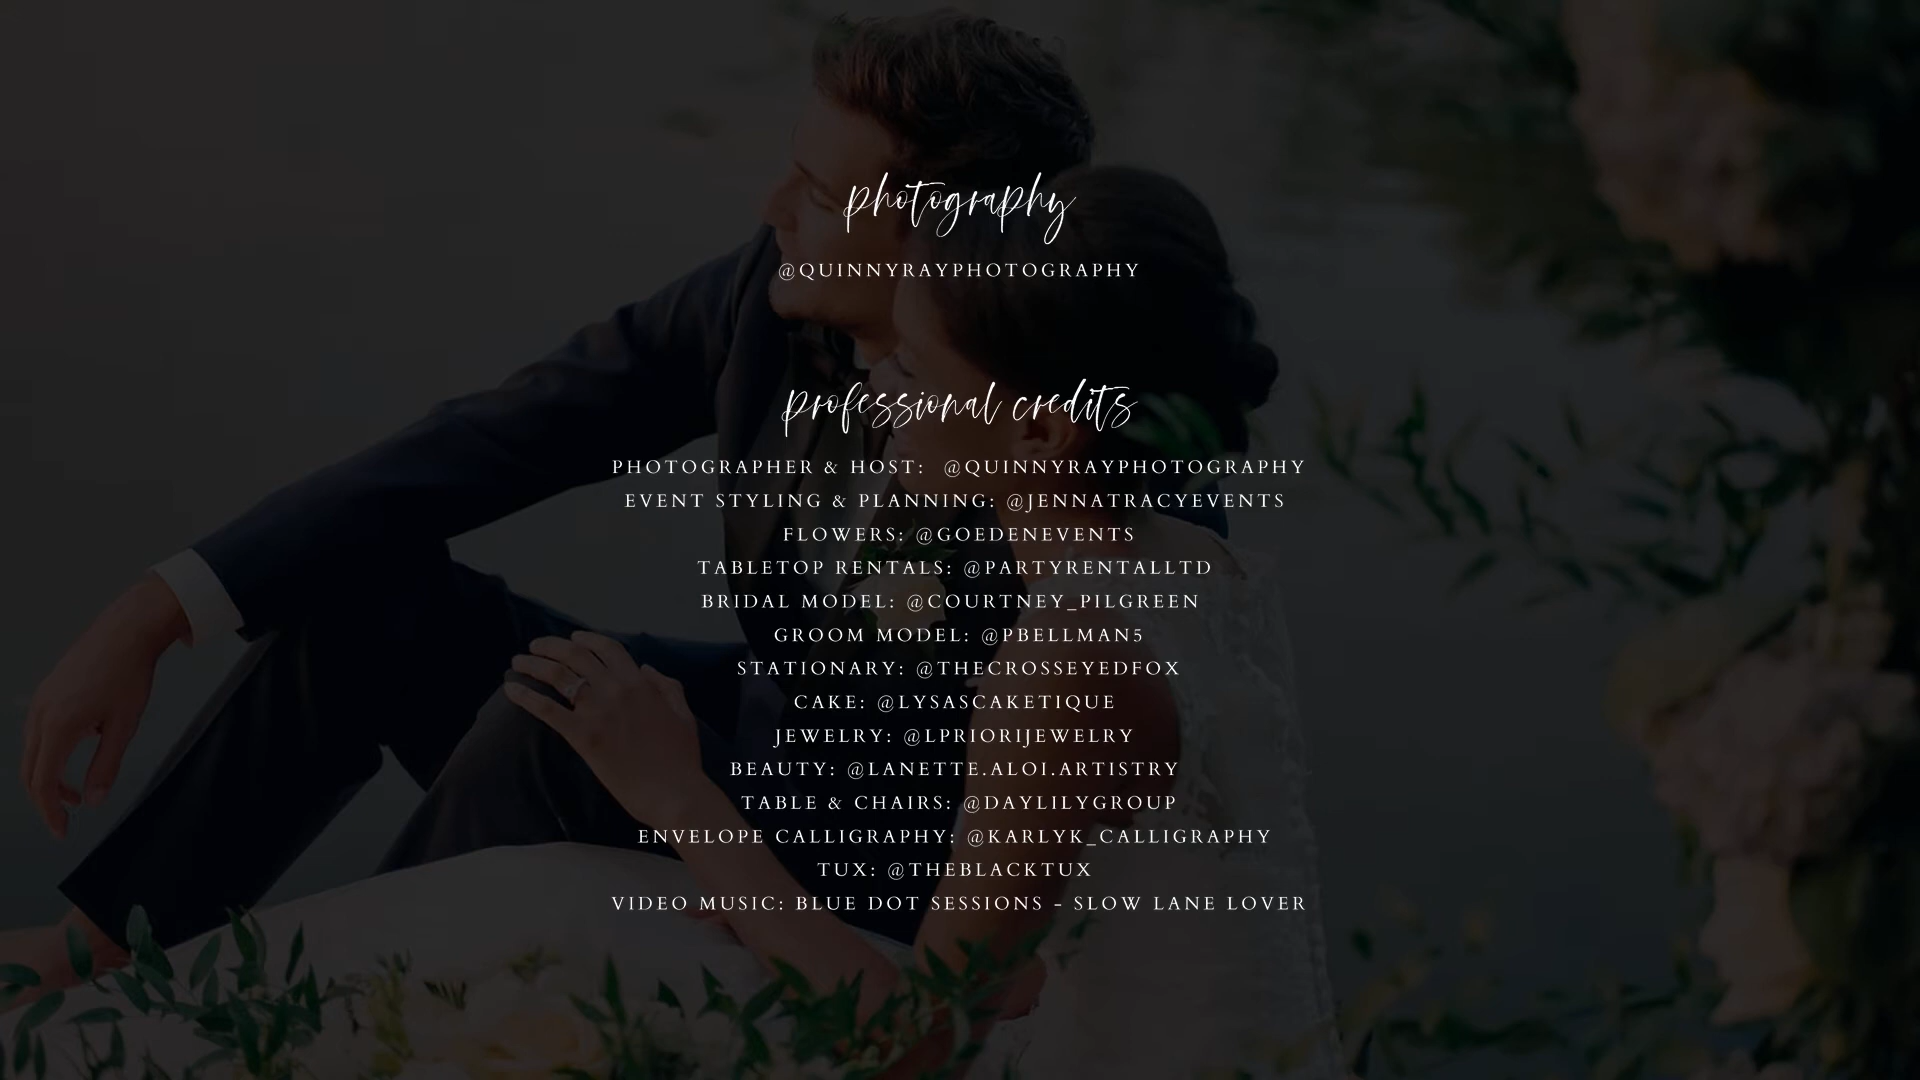 photography
@QUINNYRAYPHOTOGRAPHY
professional credits
PHOTOGRAPHER & HOST: @QUINNYRAYPHOTOGRAPHY
EVENT STYLING & PLANNING: @JENNATRACYEVENTS
FLOWERS: @GOEDENEVENTS
TABLETOP RENTALS: @PARTYRENTALLTD
BRIDAL MODEL: @COURTNEY_PILGREEN
GROOM MODEL: @PBELLMAN5
STATIONARY: @THECROSSEYEDFOX
CAKE: @LYSASCAKETIQUE
JEWELRY: @LPRIORIJEWELRY
BEAUTY: @LANETTE.ALOI.ARTISTRY
TABLE & CHAIRS: @DAYLILYGROUP
ENVELOPE CALLIGRAPHY: @KARLYK_CALLIGRAPHY
TUX: @THEBLACKTUX
VIDEO MUSIC: BLUE DOT SESSIONS - SLOW LANE LOVER